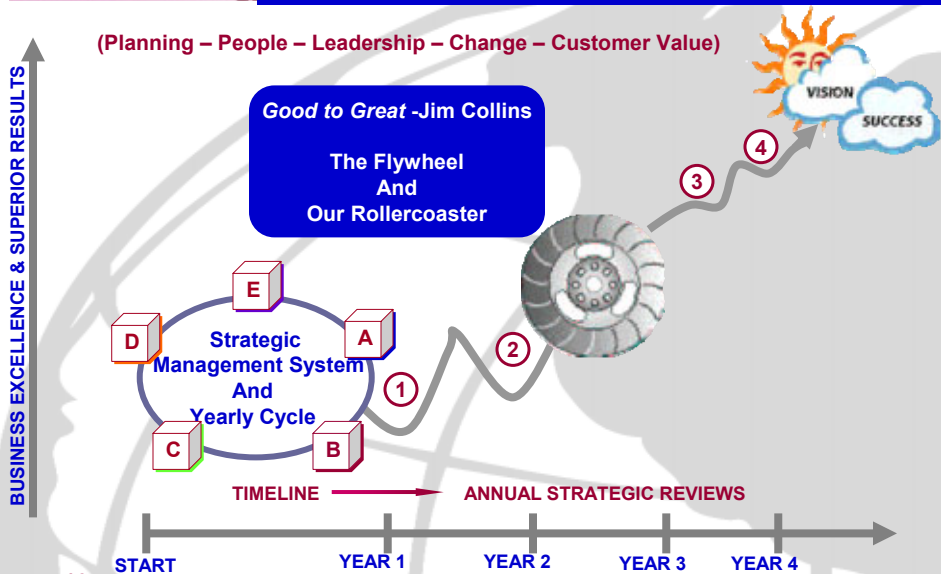 (Planning – People – Leadership – Change – Customer Value)
BUSINESS EXCELLENCE & SUPERIOR RESULTS
Good to Great -Jim Collins
The Flywheel
And
Our Rollercoaster
VISION
SUCCESS
4
3
2
1
E
D
A
C
B
Strategic
Management System
And
Yearly Cycle
TIMELINE
ANNUAL STRATEGIC REVIEWS
START
YEAR 1
YEAR 2
YEAR 3
YEAR 4